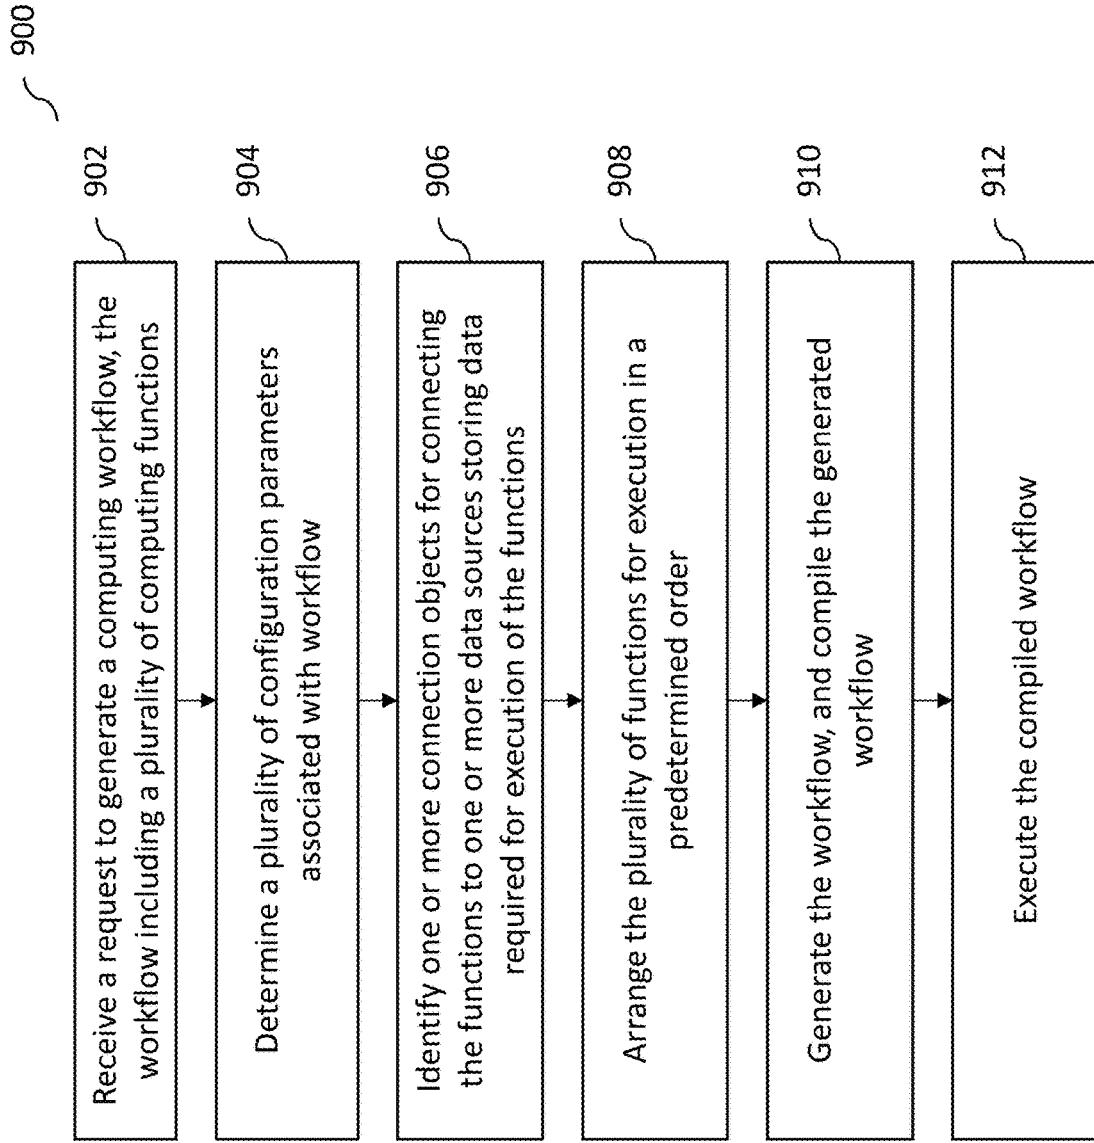 900
902
Receive a request to generate a computing workflow, the
workflow including a plurality of computing functions
904
Determine a plurality of configuration parameters
associated with workflow
906
Identify one or more connection objects for connecting
the functions to one or more data sources storing data
required for execution of the functions
908
Arrange the plurality of functions for execution in a
predetermined order
910
Generate the workflow, and compile the generated
workflow
912
Execute the compiled workflow